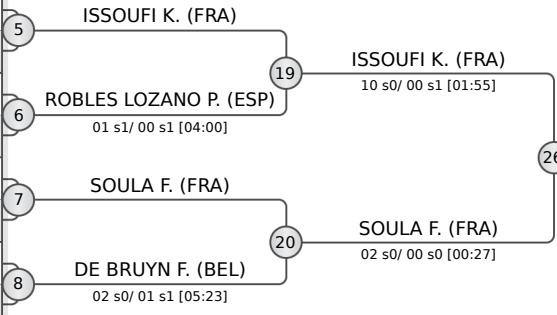 ISSOUFI K. (FRA)
5
19
ISSOUFI K. (FRA)
10 s0/ 00 s1 [01:55]
6
ROBLES LOZANO P. (ESP)
01 s1/ 00 s1 [04:00]
26
SOULA F. (FRA)
7
20
SOULA F. (FRA)
02 s0/ 00 s0 [00:27]
8
DE BRUYN F. (BEL)
02 s0/ 01 s1 [05:23]